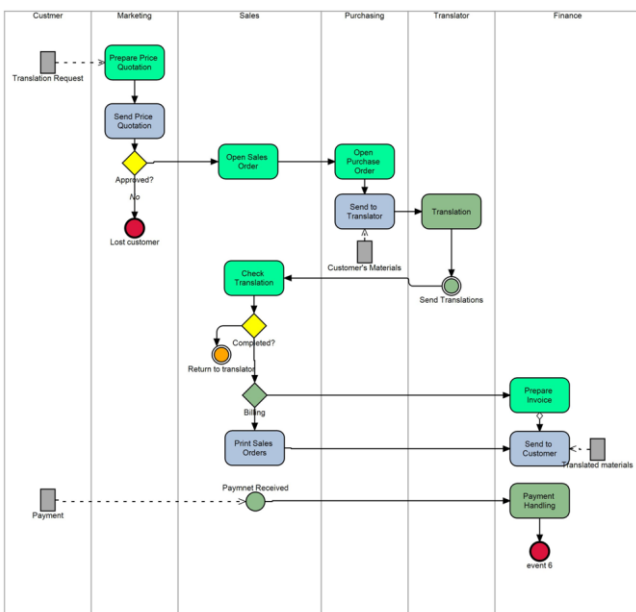 Custmer
Marketing
Sales
Purchasing
Translator
Finance
Translation Request
Prepare Price
Quotation
Send Price
Quotation
Approved?
No
Lost customer
Open Sales
Order
Open
Purchase
Order
Send to
Translator
Translation
Customer's Materials
Send Translations
Check
Translation
Completed?
Return to translator
Billing
Prepare
Invoice
Print Sales
Orders
Send to
Customer
Translated materials
Paymnet Received
Payment
Payment
Handling
event 6